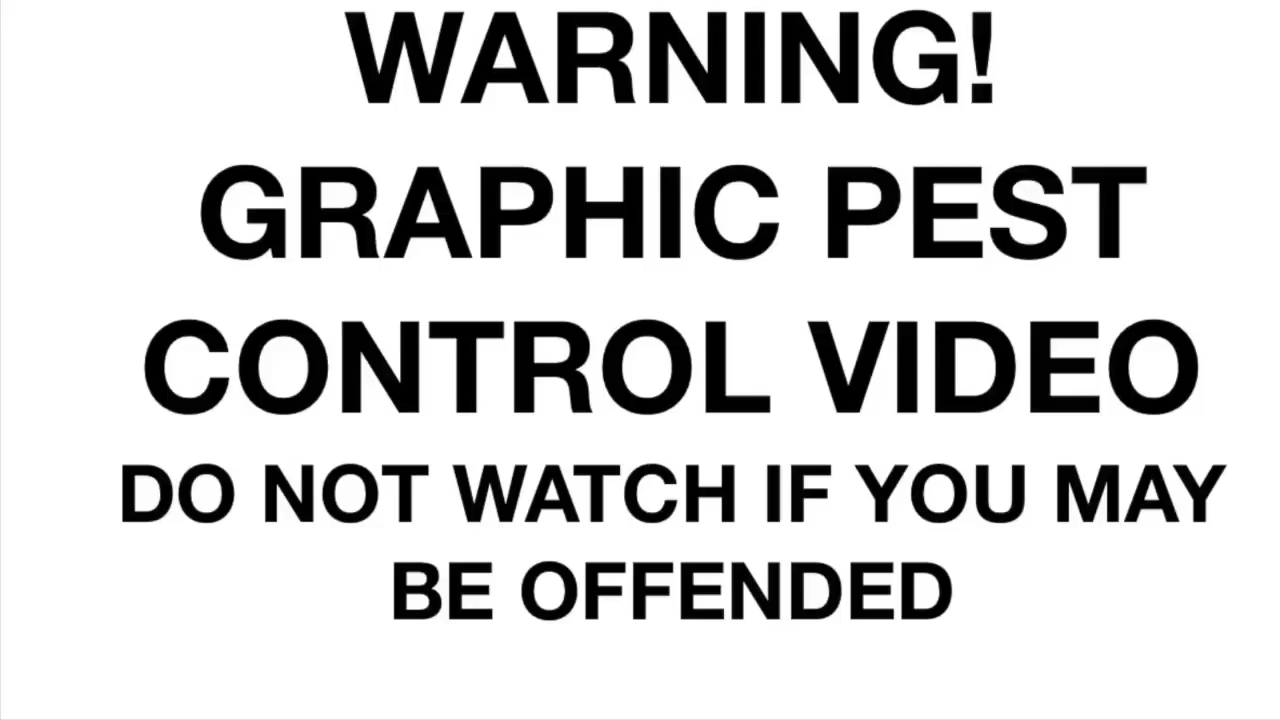 WARNING!
GRAPHIC PEST
CONTROL VIDEO
DO NOT WATCH IF YOU MAY
BE OFFENDED